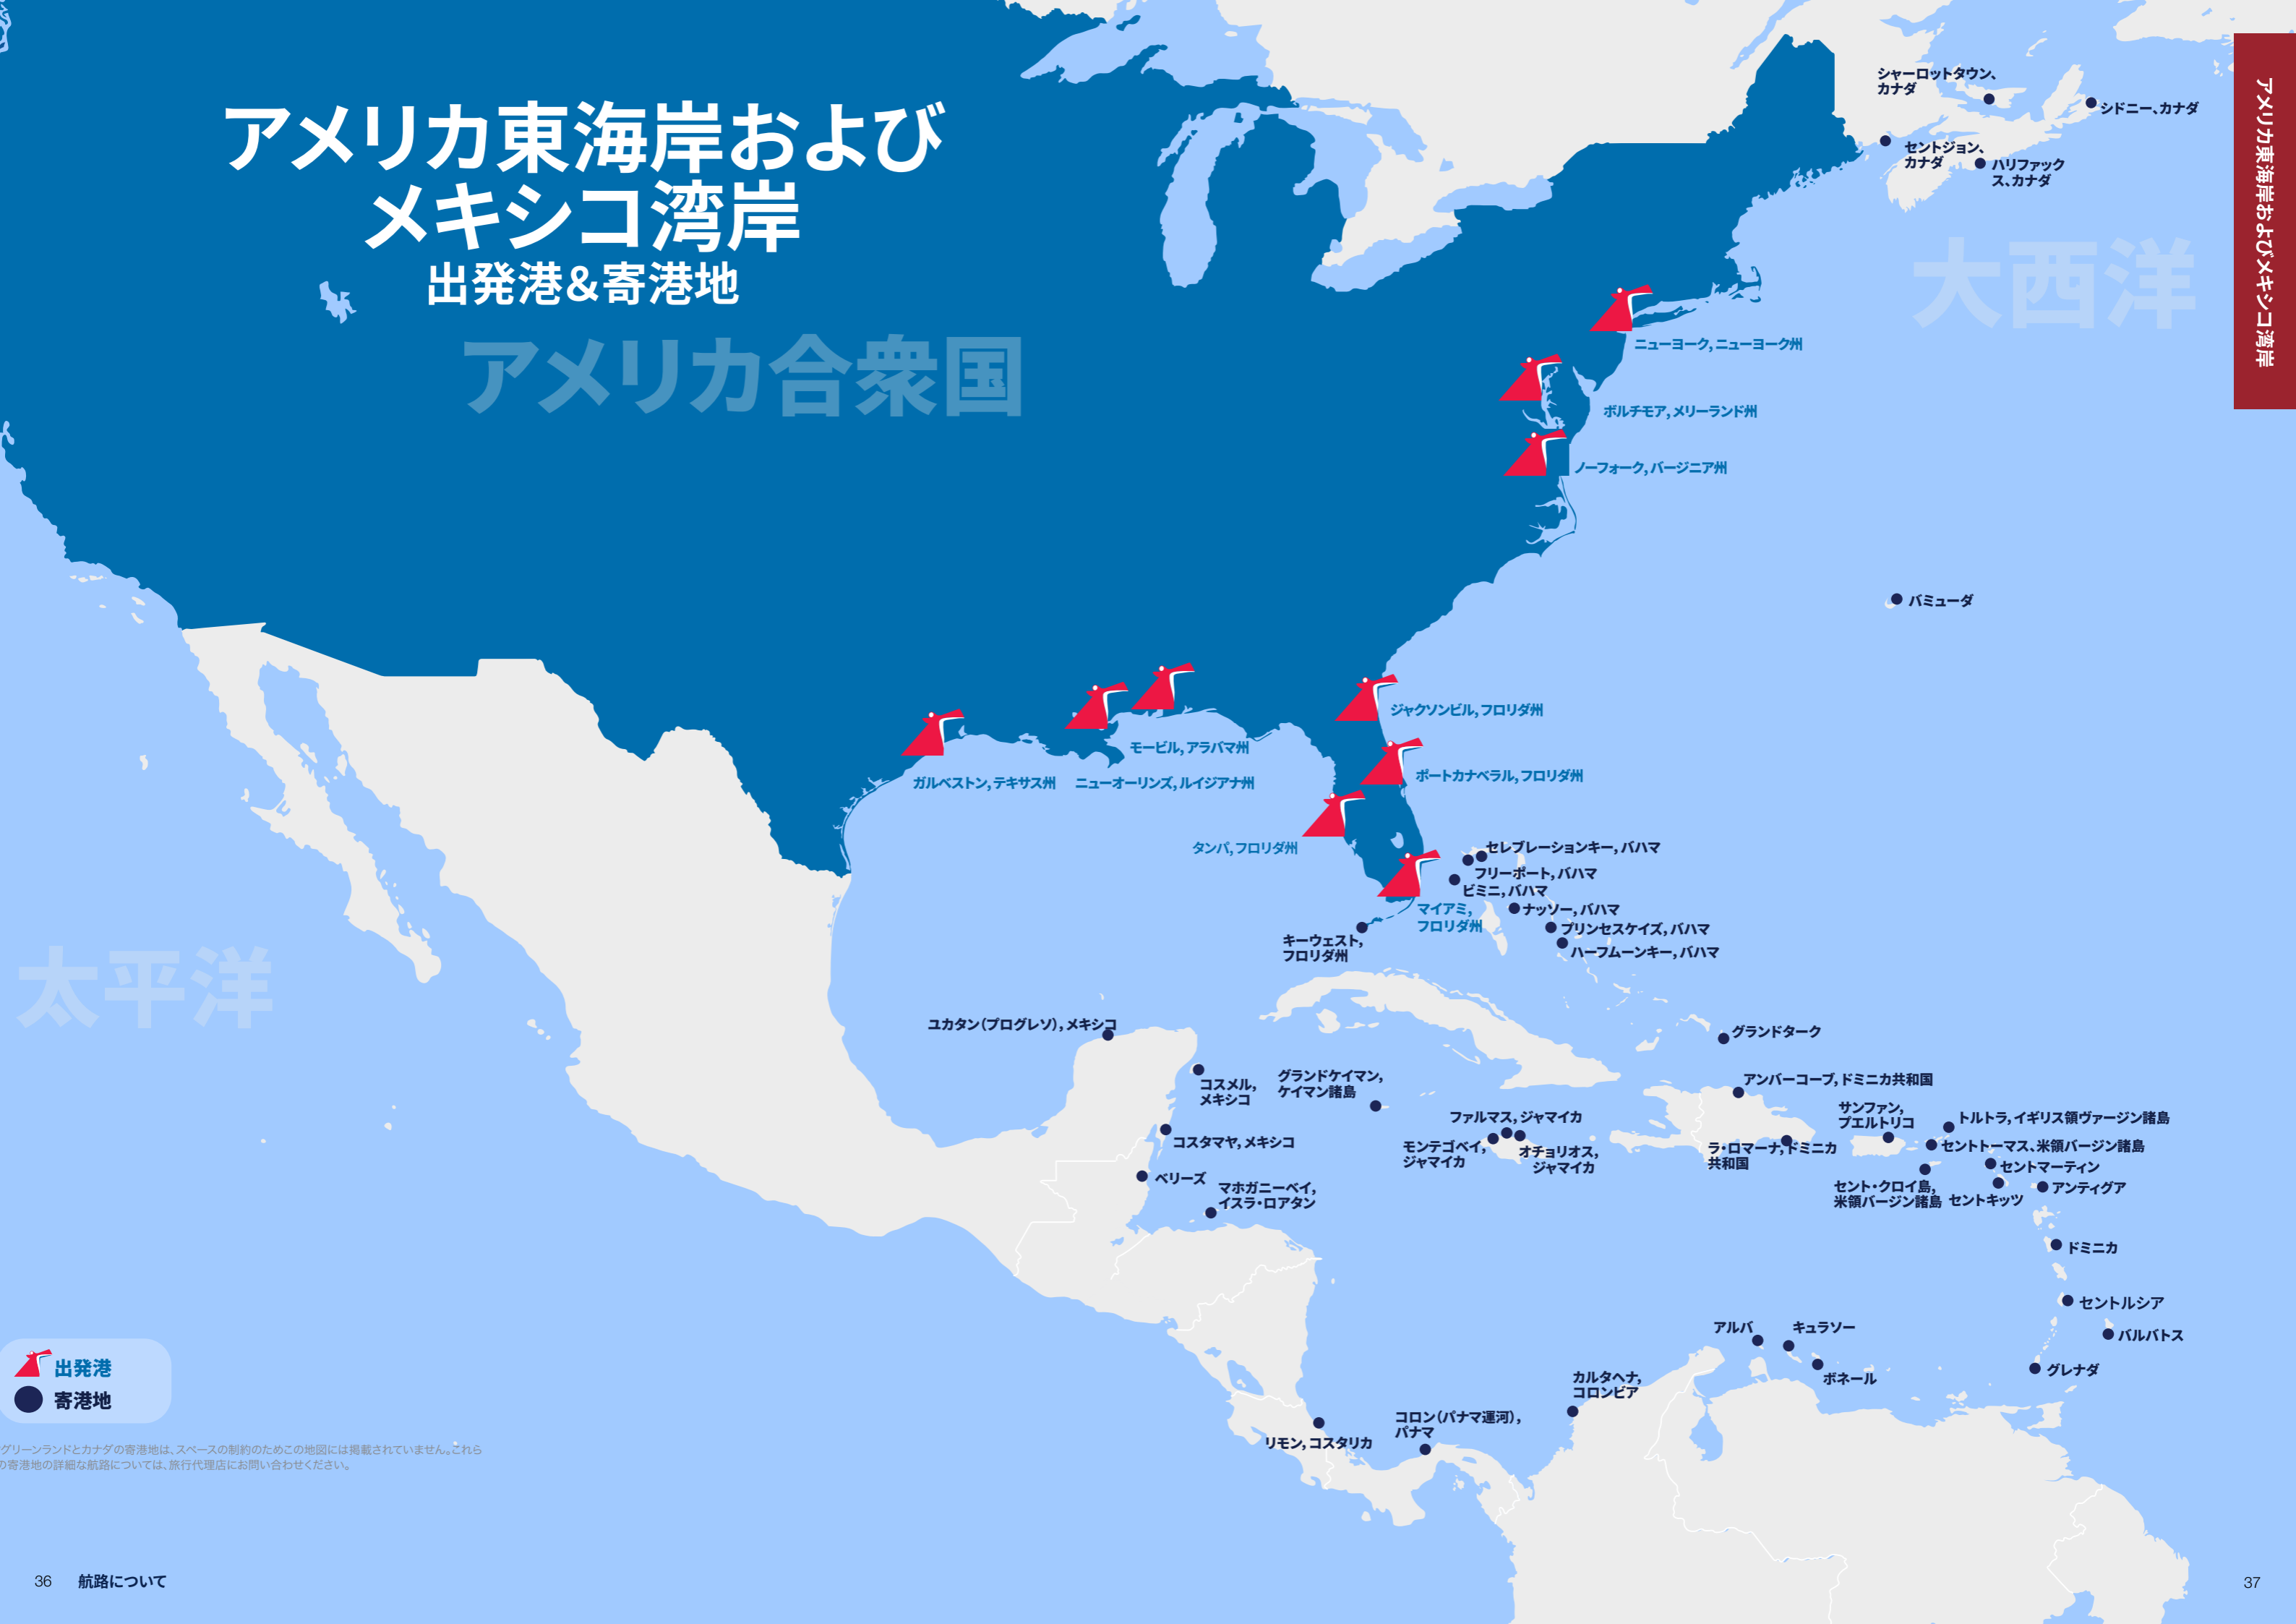 アメリカ東海岸および
メキシコ湾岸
出発港&寄港地
アメリカ合衆国
大西洋
太平洋
アメリカ東海岸およびメキシコ湾岸
シャーロットタウン、
カナダ
シドニー、カナダ
セントジョン、
カナダ
ハリファック
ス、カナダ
ニューヨーク, ニューヨーク州
ボルチモア, メリーランド州
ノーフォーク, バージニア州
バミューダ
ジャクソンビル, フロリダ州
モービル, アラバマ州
ガルベストン, テキサス州
ニューオーリンズ, ルイジアナ州
ポートカナベラル, フロリダ州
タンパ, フロリダ州
セレブレーションキー, バハマ
フリーポート, バハマ
ビミニ, バハマ
マイアミ,
フロリダ州
ナッソー, バハマ
プリンセスケイズ, バハマ
ハーフムーンキー, バハマ
キーウェスト,
フロリダ州
ユカタン(プログレソ), メキシコ
グランドターク
コスメル,
メキシコ
グランドケイマン,
ケイマン諸島
アンバーコーブ, ドミニカ共和国
サンファン,
プエルトリコ
トルトラ, イギリス領ヴァージン諸島
ファルマス, ジャマイカ
コスタマヤ, メキシコ
モンテゴベイ,
ジャマイカ
オチョリオス,
ジャマイカ
ラ・ロマーナ, ドミニカ
共和国
セントトーマス、米領バージン諸島
セントマーティン
ベリーズ
マホガニーベイ,
イスラ・ロアタン
セント・クロイ島,
米領バージン諸島
セントキッツ
アンティグア
ドミニカ
セントルシア
アルバ
キュラソー
バルバトス
ボネール
グレナダ
カルタヘナ,
コロンビア
コロン(パナマ運河),
パナマ
リモン, コスタリカ
出発港
寄港地
グリーンランドとカナダの寄港地は、スペースの制約のためこの地図には掲載されていません。これら
の寄港地の詳細な航路については、旅行代理店にお問い合わせください。
36 航路について
37